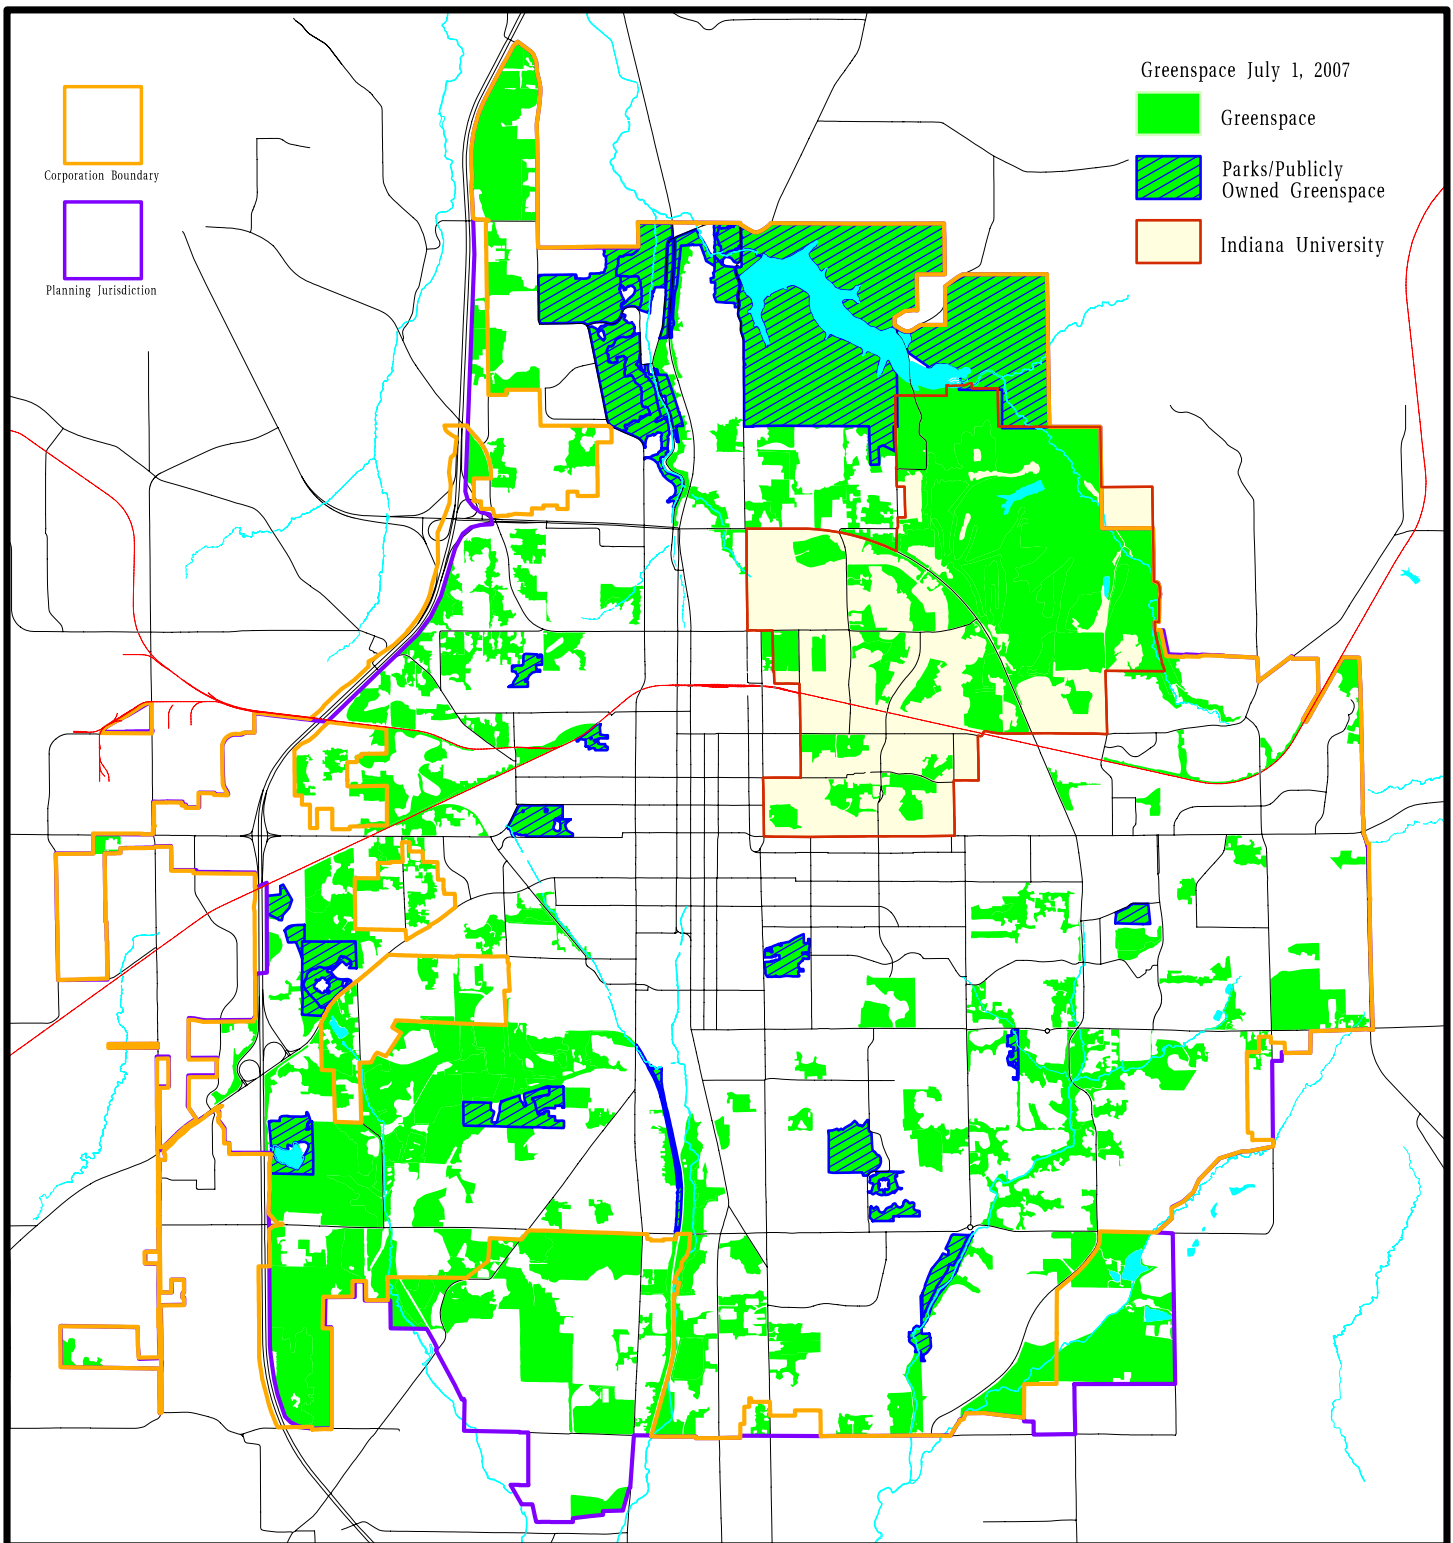 Greenspace July 1, 2007
Greenspace
Parks/Publicly
Owned Greenspace
Indiana University
Corporation Boundary
Planning Jurisdiction